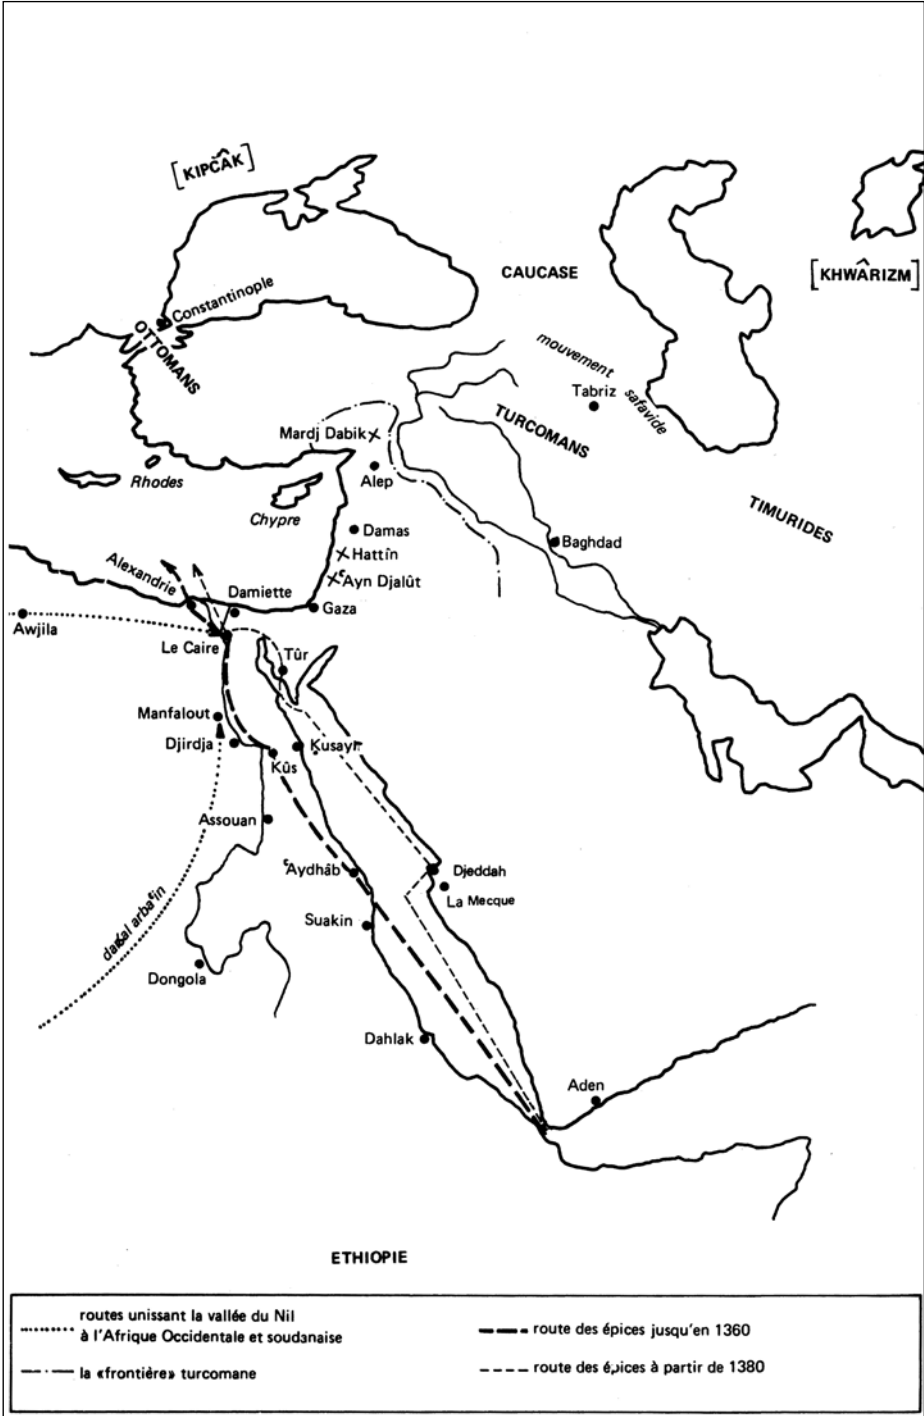 [KIPČÂK]
CAUCASE
[KHWÂRIZM]
Constantinople
OTTOMANS
mouvement
safavide
Tabriz
TURCOMANS
Mardj Dabik
Alep
Rhodes
Chypre
TIMURIDES
Damas
Baghdad
Hattîn
ᶜAyn Djalût
Alexandrie
Damiette
Gaza
Awjila
Le Caire
Tûr
Manfalout
Djirdja
Kusayr
Kûs
Assouan
ᶜAydhâb
Djeddah
La Mecque
Suakin
Dongola
Dahlak
Aden
ETHIOPIE
routes unissant la vallée du Nil
à l'Afrique Occidentale et soudanaise
la «frontière» turcomane
route des épices jusqu'en 1360
route des épices à partir de 1380